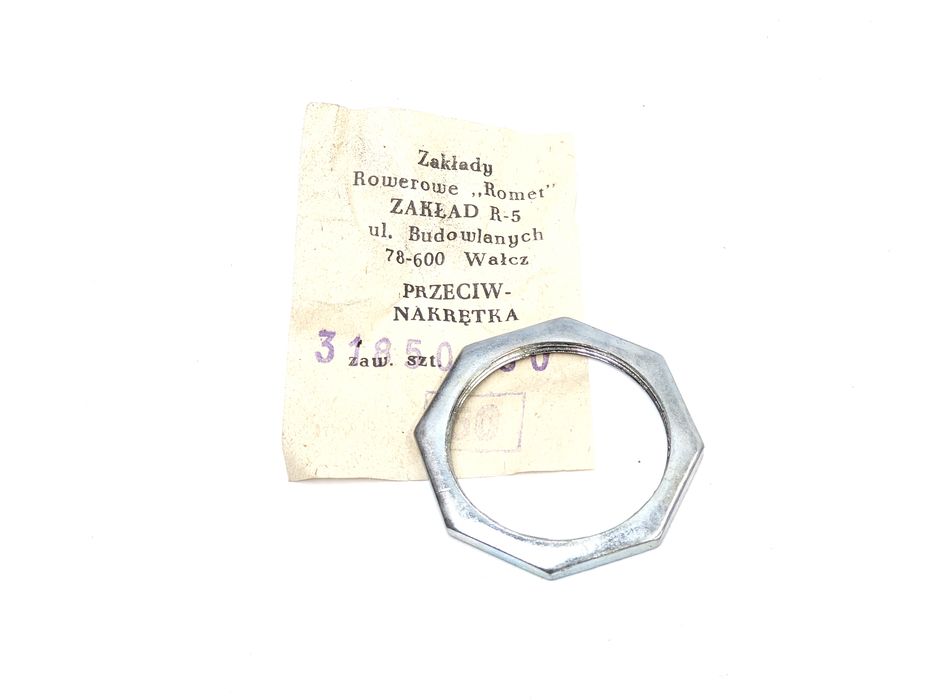 Zakłady
Rowerowe „Romet”
ZAKŁAD R-5
ul. Budowlanych
78-600 Wałcz
PRZECIW-
NAKRĘTKA
zaw. szt.